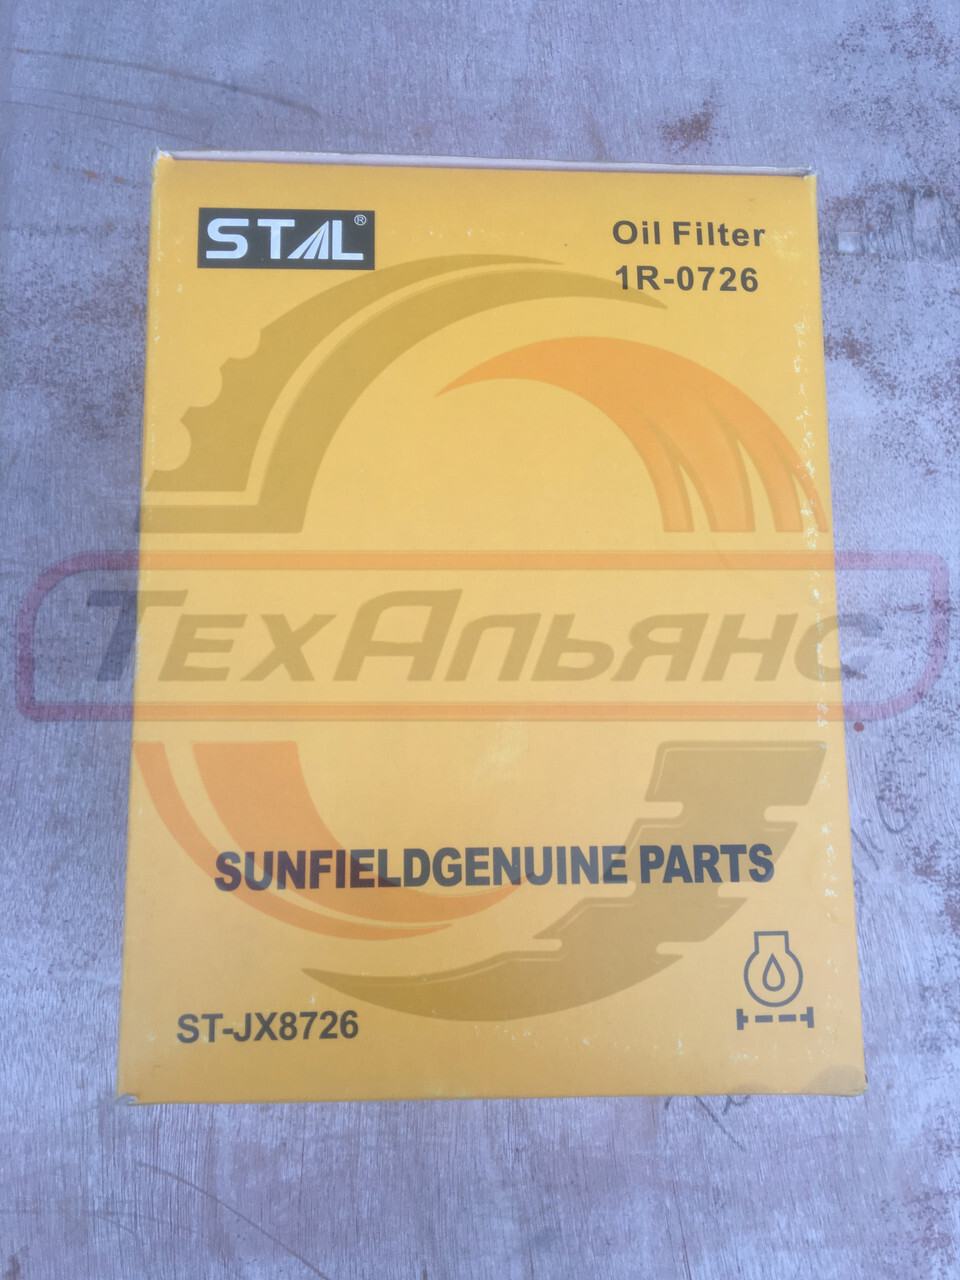 STAL®
Oil Filter
1R-0726
ТехАльянс
SUNFIELDGENUINE PARTS
ST-JX8726